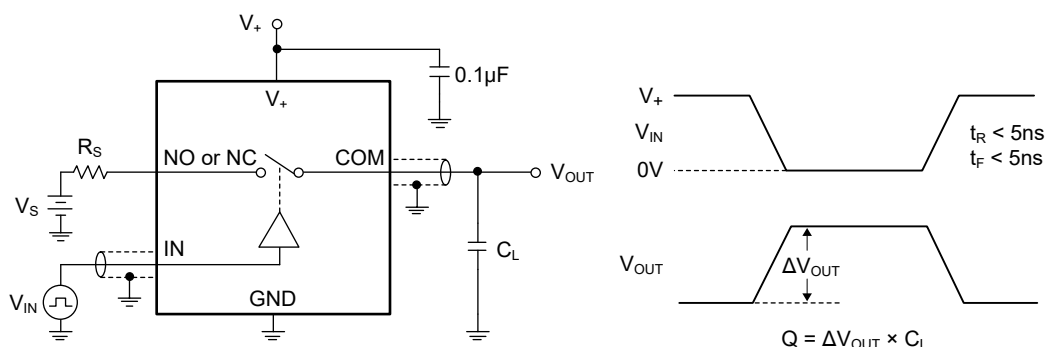 V+
0.1µF
V+
RS
NO or NC
COM
VOUT
VS
IN
CL
VIN
GND
V+
VIN
0V
tR < 5ns
tF < 5ns
VOUT
ΔVOUT
Q = ΔVOUT × CL